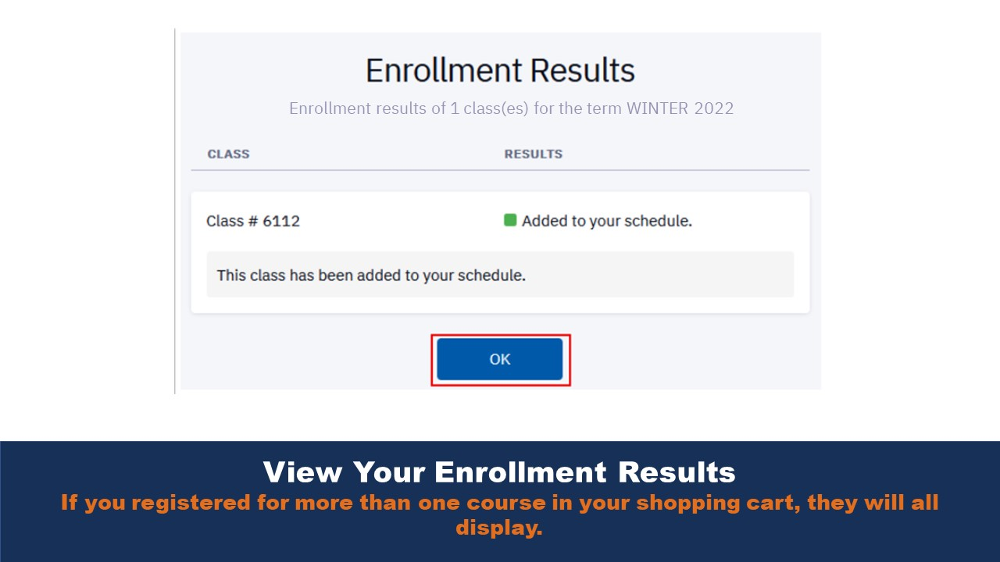 Enrollment Results
Enrollment results of 1 class(es) for the term WINTER 2022
CLASS RESULTS
Class # 6112 Added to your schedule.
This class has been added to your schedule.
OK
View Your Enrollment Results
If you registered for more than one course in your shopping cart, they will all
display.